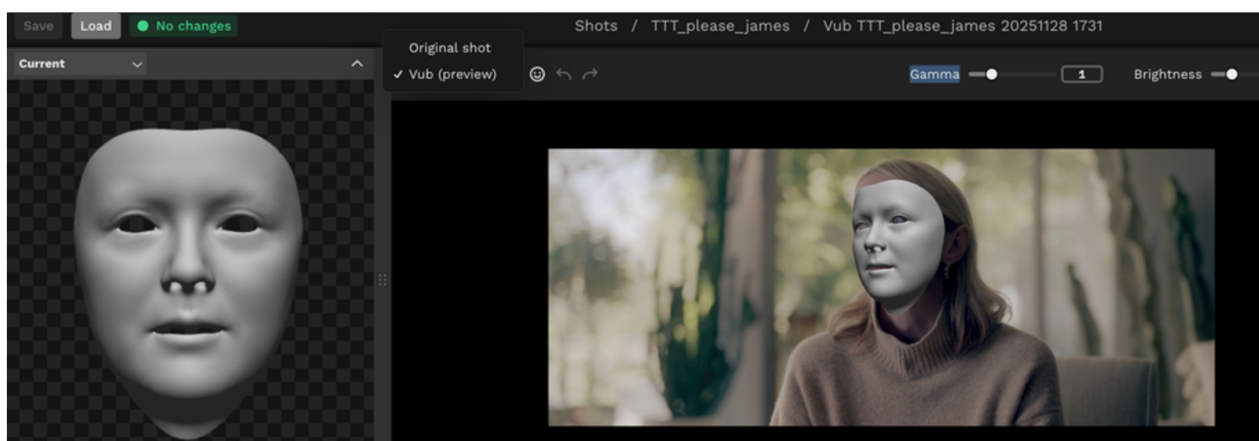 Save Load No changes Shots / TTT_please_james / Vub TTT_please_james 20251128 1731
Original shot
Current ✓ Vub (preview) Gamma 1 Brightness